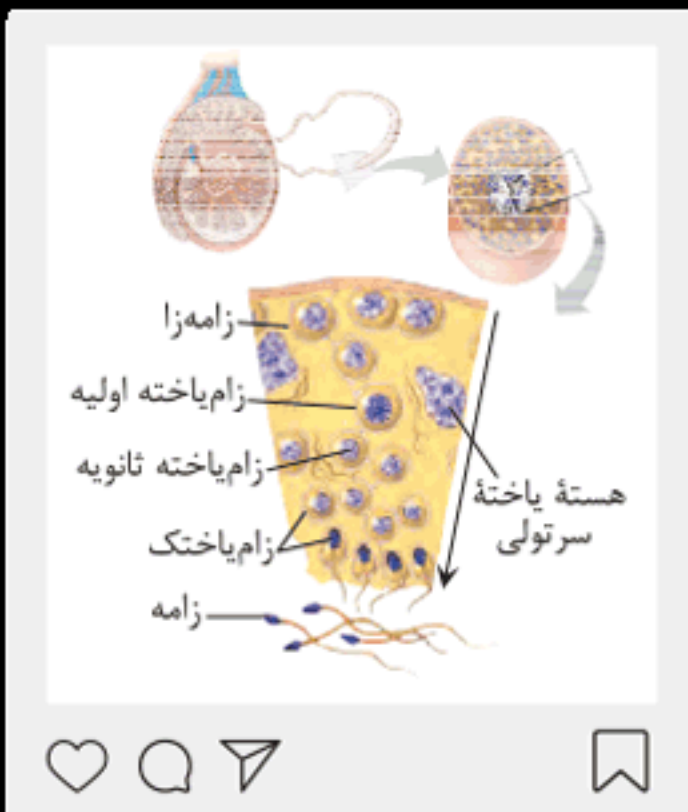 زامه‌زا
زام‌یاخته اولیه
زام‌یاخته ثانویه
هستهٔ یاختهٔ
سرتولی
زام‌یاختک
زامه